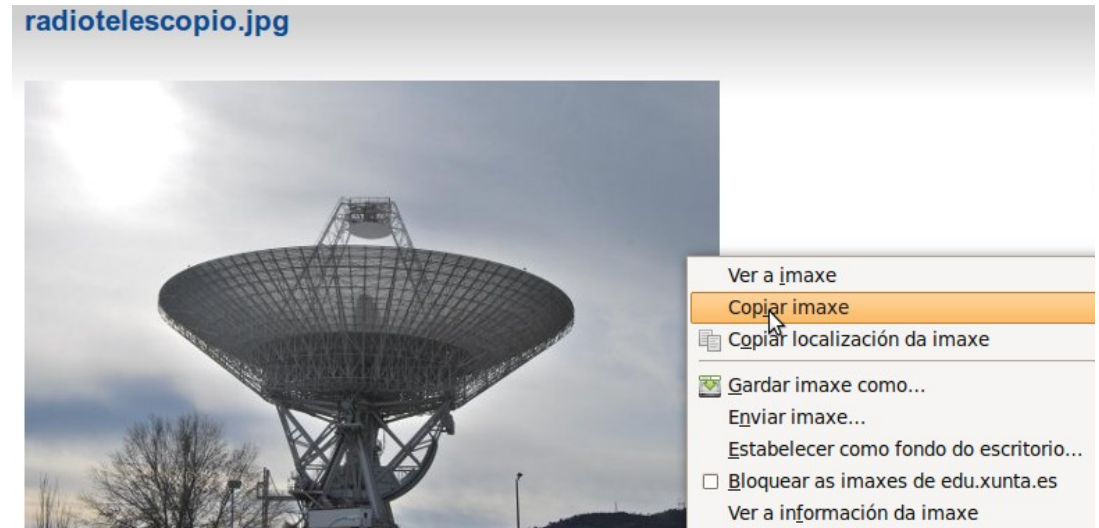 radiotelescopio.jpg
Ver a imaxe
Copiar imaxe
Copiar localización da imaxe
Gardar imaxe como...
Enviar imaxe...
Estabelecer como fondo do escritorio...
Bloquear as imaxes de edu.xunta.es
Ver a información da imaxe